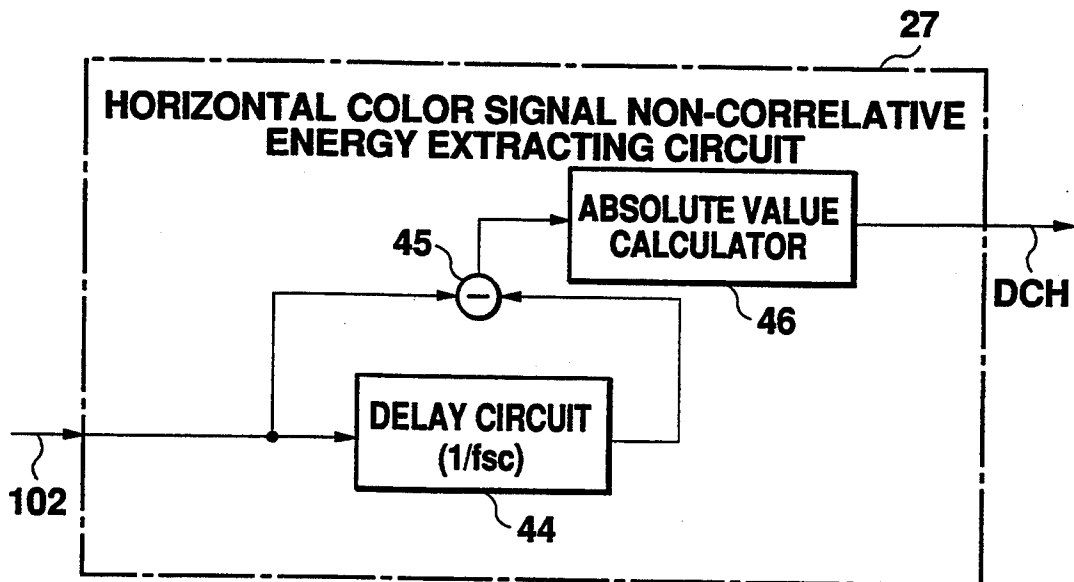 27
HORIZONTAL COLOR SIGNAL NON-CORRELATIVE
ENERGY EXTRACTING CIRCUIT
ABSOLUTE VALUE
CALCULATOR
45
−
46
DCH
DELAY CIRCUIT
(1/fsc)
102
44